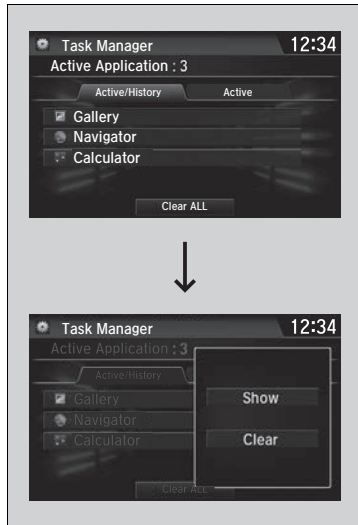 Task Manager 12:34
Active Application : 3
Active/History Active
Gallery
Navigator
Calculator
Clear ALL
Task Manager 12:34
Active Application : 3
Active/History
Gallery
Show
Navigator
Calculator
Clear
Clear ALL